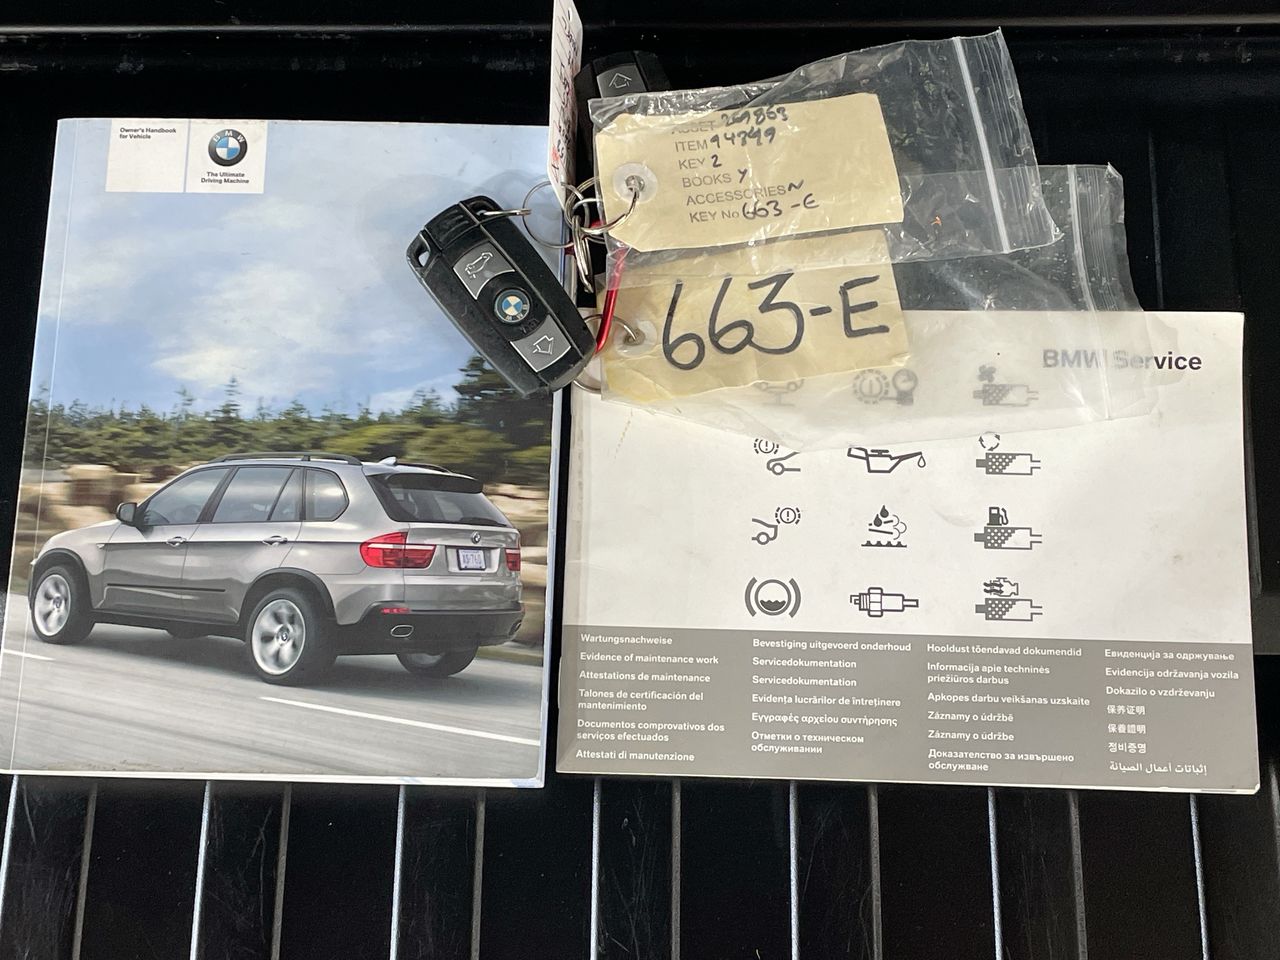 Owner's Handbook
for Vehicle
BMW
The Ultimate
Driving Machine
ASSET 269863
ITEM 94349
KEY 2
BOOKS Y
ACCESSORIES N
KEY No 663-E
663-E
BMW Service
Wartungsnachweise
Evidence of maintenance work
Attestations de maintenance
Talones de certificación del
mantenimiento
Documentos comprovativos dos
serviços efectuados
Attestati di manutenzione
Bevestiging uitgevoerd onderhoud
Servicedokumentation
Servicedokumentation
Evidența lucrărilor de întreținere
Εγγραφές αρχείου συντήρησης
Отметки о техническом
обслуживании
Hooldust tõendavad dokumendid
Informacija apie techninės
priežiūros darbus
Apkopes darbu veikšanas uzskaite
Záznamy o údržbě
Záznamy o údržbe
Доказателство за извършено
обслужване
Евиденција за одржување
Evidencija održavanja vozila
Dokazilo o vzdrževanju
保养证明
保養證明
정비증명
إثباتات أعمال الصيانة